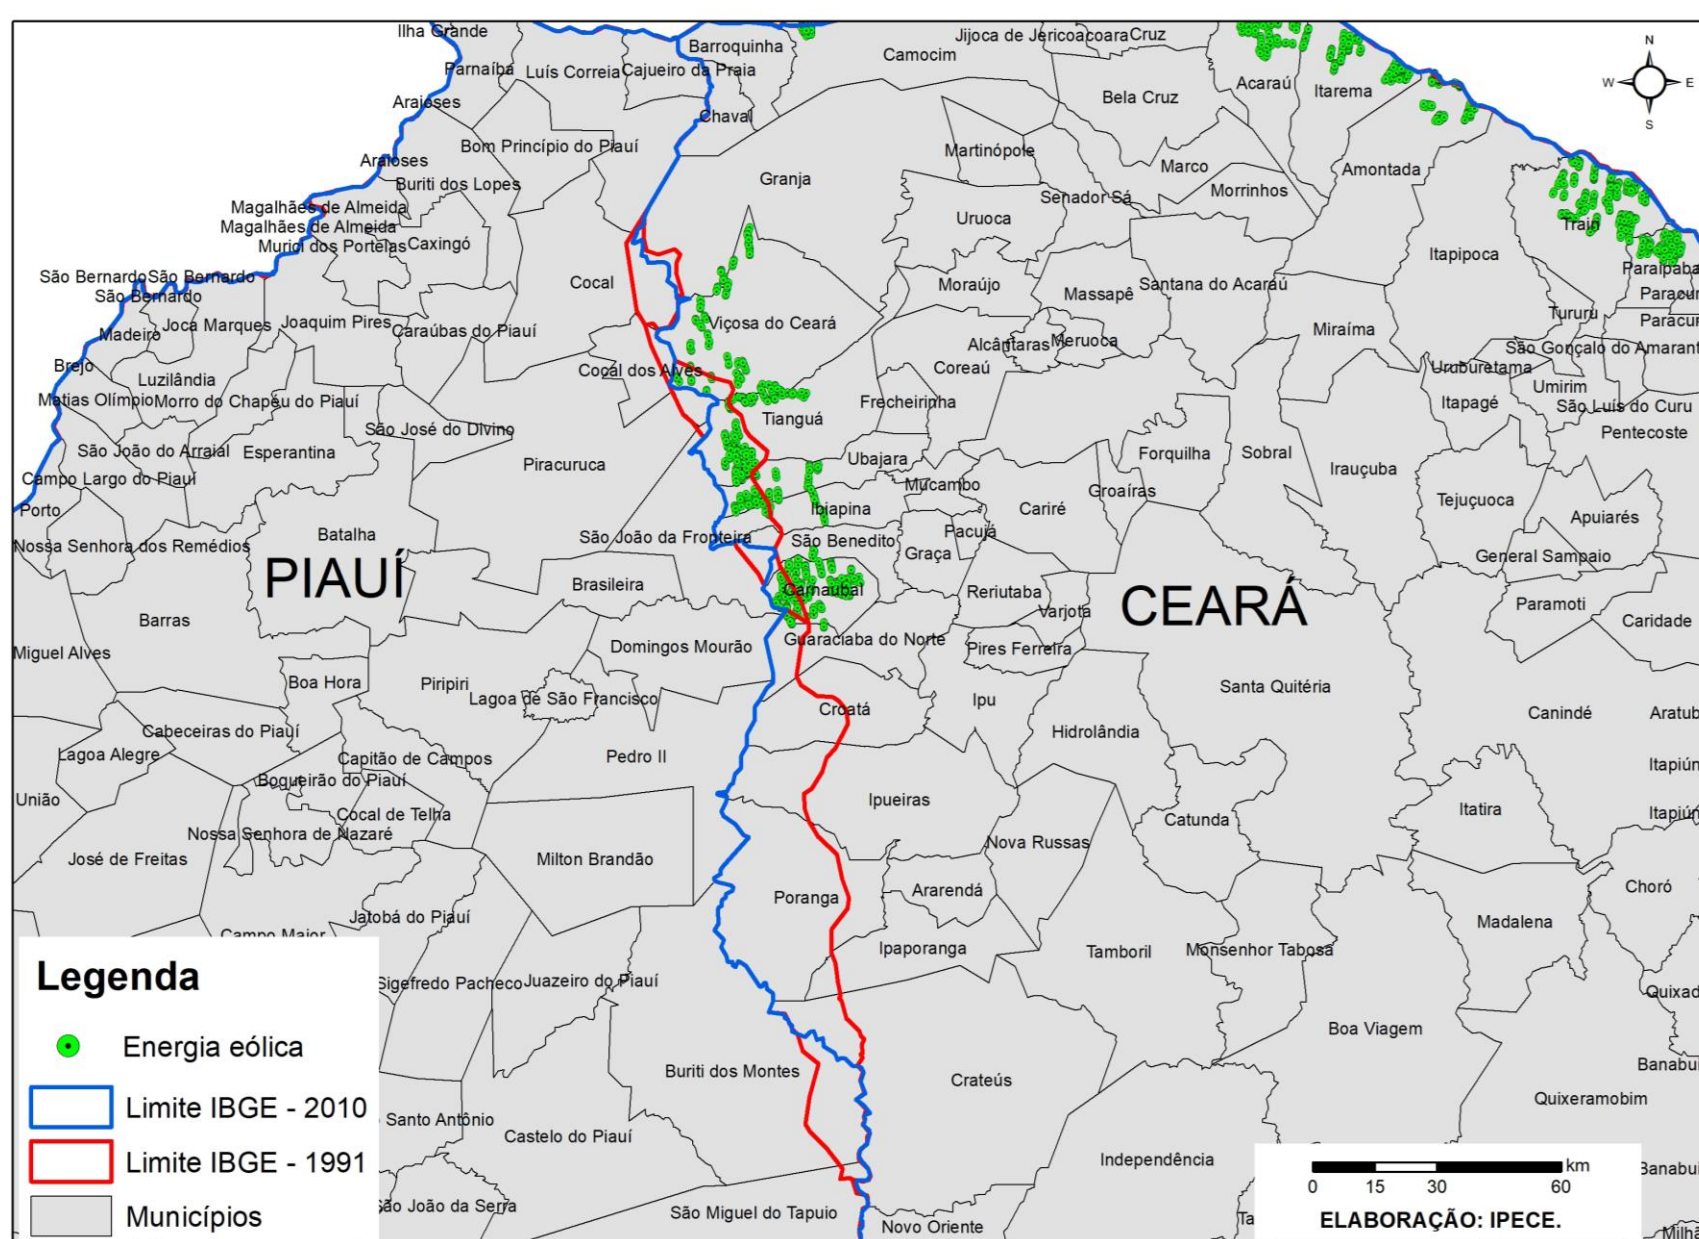 Ilha Grande
Barroquinha
Camocim
Jijoca de Jericoacoara
Cruz
N
Parnaíba
Luís Correia
Cajueiro da Praia
Acaraú
Itarema
W
E
Bela Cruz
Araioses
Chaval
S
Bom Princípio do Piauí
Martinópole
Araioses
Marco
Amontada
Buriti dos Lopes
Granja
Senador Sá
Morrinhos
Magalhães de Almeida
Uruoca
Magalhães de Almeida
Murici dos Portelas
Caxingó
Itapipoca
São Bernardo
São Bernardo
Cocal
Moraújo
Santana do Acaraú
São Bernardo
Massapê
Tururu
Joca Marques
Joaquim Pires
Caraúbas do Piauí
Viçosa do Ceará
Miraíma
Madeiro
Alcântaras
Meruoca
Brejo
Luzilândia
Cocal dos Alves
Coreaú
Uruburetama
Umirim
Matias Olímpio
Morro do Chapéu do Piauí
Frecheirinha
Itapagé
São Luís do Curu
São José do Divino
Tianguá
Pentecoste
São João do Arraial
Esperantina
Piracuruca
Ubajara
Forquilha
Sobral
Irauçuba
Campo Largo do Piauí
Mucambo
Groaíras
Tejuçuoca
Porto
Ibiapina
Cariré
Apuiarés
Batalha
São João da Fronteira
São Benedito
Pacujá
Nossa Senhora dos Remédios
Graça
General Sampaio
PIAUÍ
Brasileira
Carnaubal
Reriutaba
CEARÁ
Paramoti
Barras
Varjota
Caridade
Miguel Alves
Domingos Mourão
Guaraciaba do Norte
Pires Ferreira
Boa Hora
Piripiri
Lagoa de São Francisco
Ipu
Santa Quitéria
Croatá
Canindé
Cabeceiras do Piauí
Hidrolândia
Lagoa Alegre
Capitão de Campos
Pedro II
Boqueirão do Piauí
União
Ipueiras
Itatira
Cocal de Telha
Catunda
Nossa Senhora de Nazaré
Nova Russas
José de Freitas
Milton Brandão
Ararendá
Choró
Poranga
Jatobá do Piauí
Madalena
Campo Maior
Ipaporanga
Tamboril
Monsenhor Tabosa
Sigefredo Pacheco
Juazeiro do Piauí
Boa Viagem
Buriti dos Montes
Crateús
Quixeramobim
Santo Antônio
Castelo do Piauí
Independência
São João da Serra
São Miguel do Tapuio
Novo Oriente
Legenda
Energia eólica
Limite IBGE - 2010
Limite IBGE - 1991
Municípios
km
0 15 30 60
ELABORAÇÃO: IPECE.